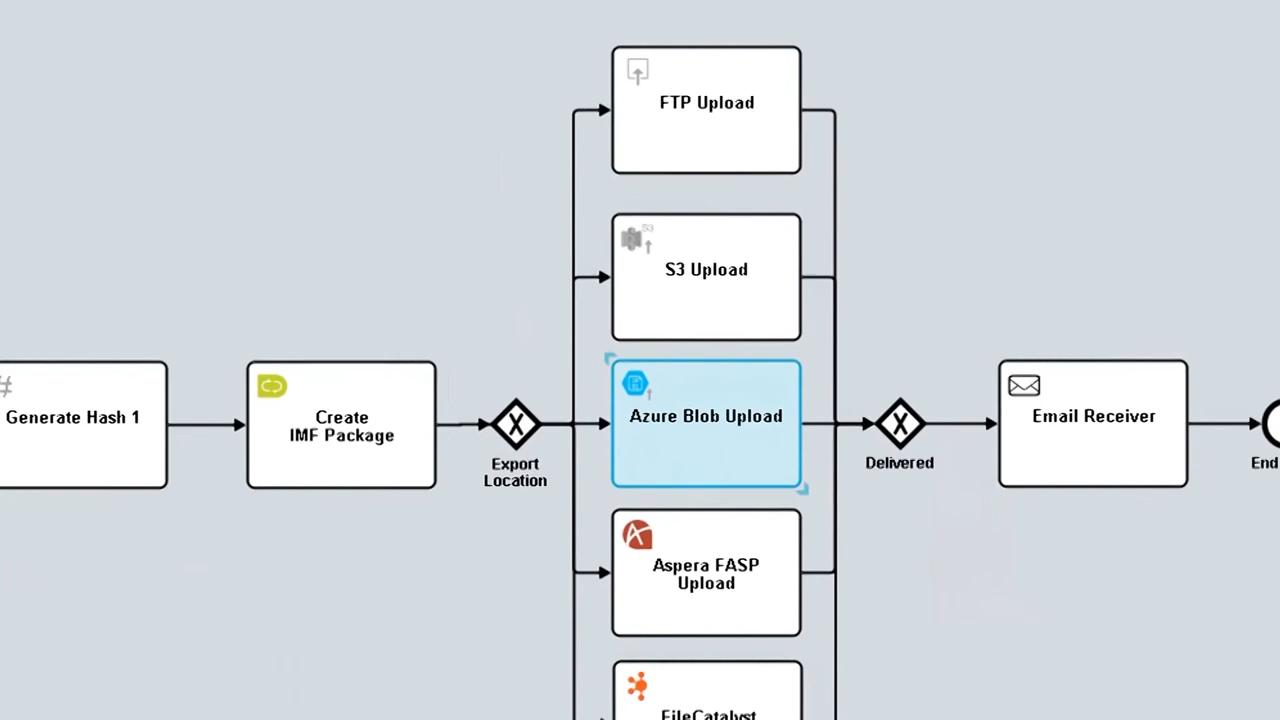 FTP Upload
S3
S3 Upload
#
Generate Hash 1
Create
IMF Package
X
Export
Location
Azure Blob Upload
X
Delivered
Email Receiver
End
Aspera FASP
Upload
FileCatalyst